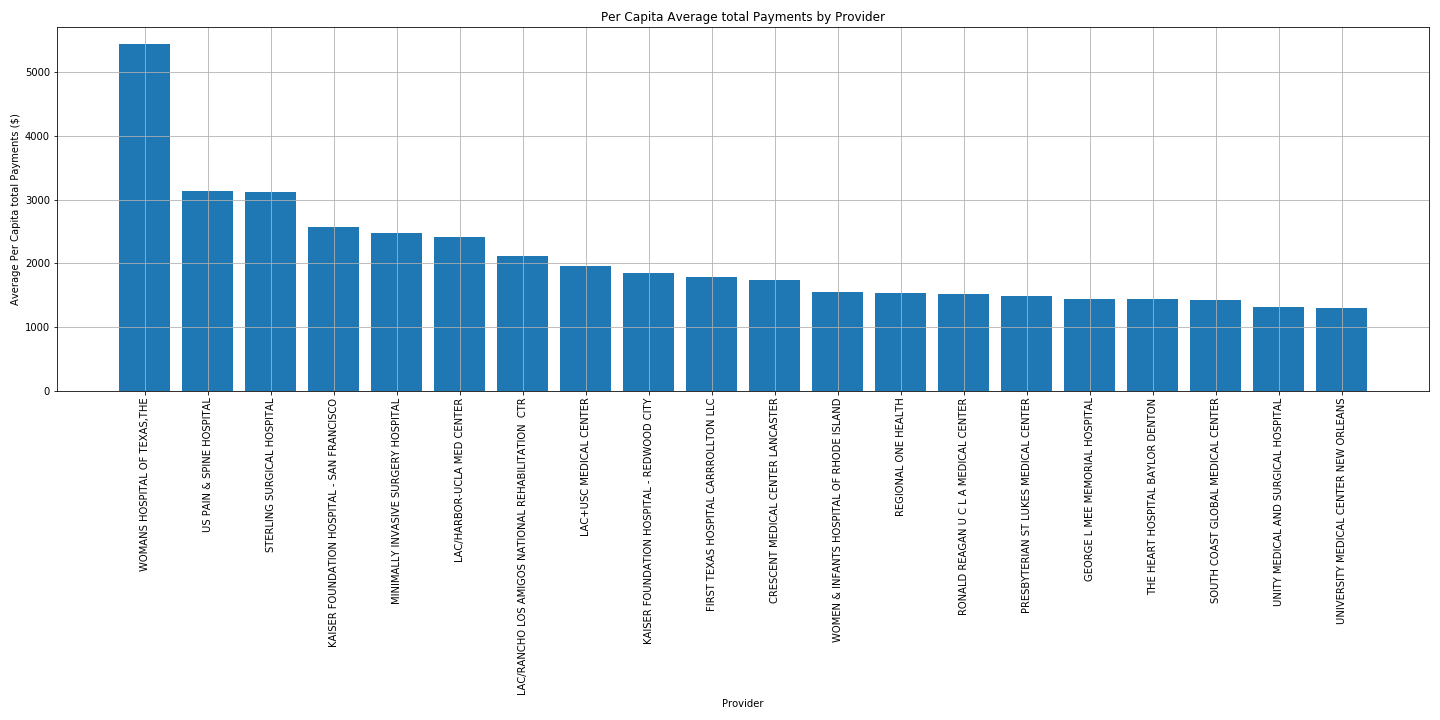 Per Capita Average total Payments by Provider
Average Per Capita total Payments ($)
5000
4000
3000
2000
1000
0
WOMANS HOSPITAL OF TEXAS,THE
US PAIN & SPINE HOSPITAL
STERLING SURGICAL HOSPITAL
KAISER FOUNDATION HOSPITAL - SAN FRANCISCO
MINIMALLY INVASIVE SURGERY HOSPITAL
LAC/HARBOR-UCLA MED CENTER
LAC/RANCHO LOS AMIGOS NATIONAL REHABILITATION  CTR
LAC+USC MEDICAL CENTER
KAISER FOUNDATION HOSPITAL - REDWOOD CITY
FIRST TEXAS HOSPITAL CARRROLLTON LLC
CRESCENT MEDICAL CENTER LANCASTER
WOMEN & INFANTS HOSPITAL OF RHODE ISLAND
REGIONAL ONE HEALTH
RONALD REAGAN U C L A MEDICAL CENTER
PRESBYTERIAN ST LUKES MEDICAL CENTER
GEORGE L MEE MEMORIAL HOSPITAL
THE HEART HOSPITAL BAYLOR DENTON
SOUTH COAST GLOBAL MEDICAL CENTER
UNITY MEDICAL AND SURGICAL HOSPITAL
UNIVERSITY MEDICAL CENTER NEW ORLEANS
Provider